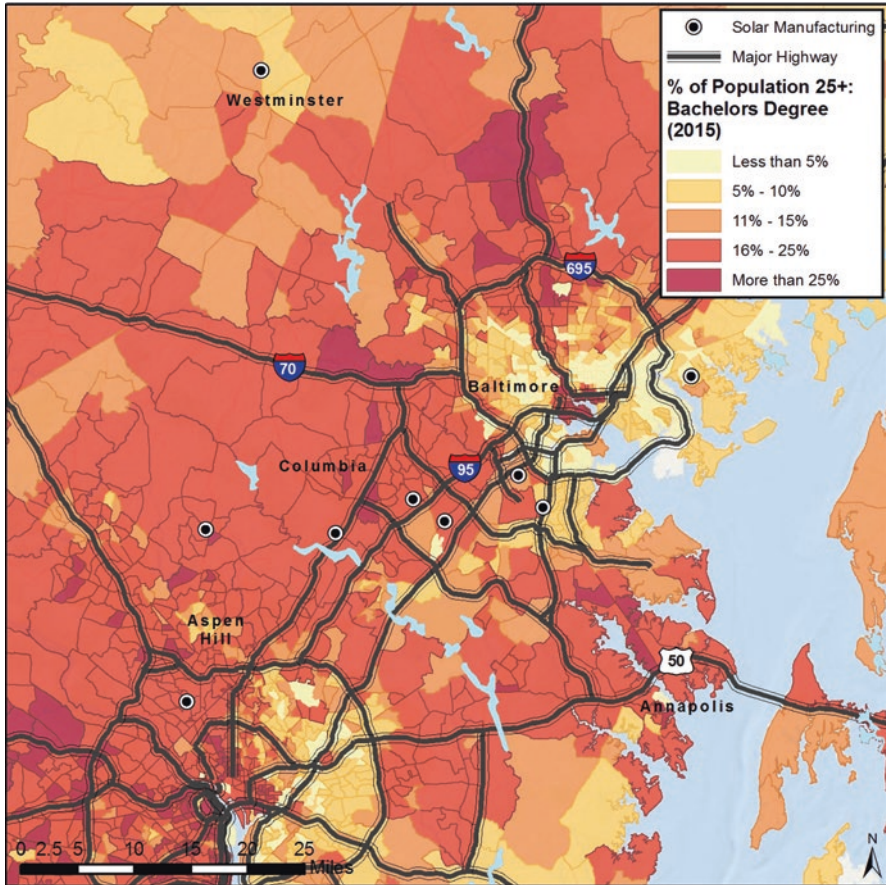 Solar Manufacturing
Major Highway
% of Population 25+:
Bachelors Degree
(2015)
Less than 5%
5% - 10%
11% - 15%
16% - 25%
More than 25%
Westminster
695
70
Baltimore
Columbia
95
Aspen
Hill
50
Annapolis
0 2.5 5 10 15 20 25
Miles
N